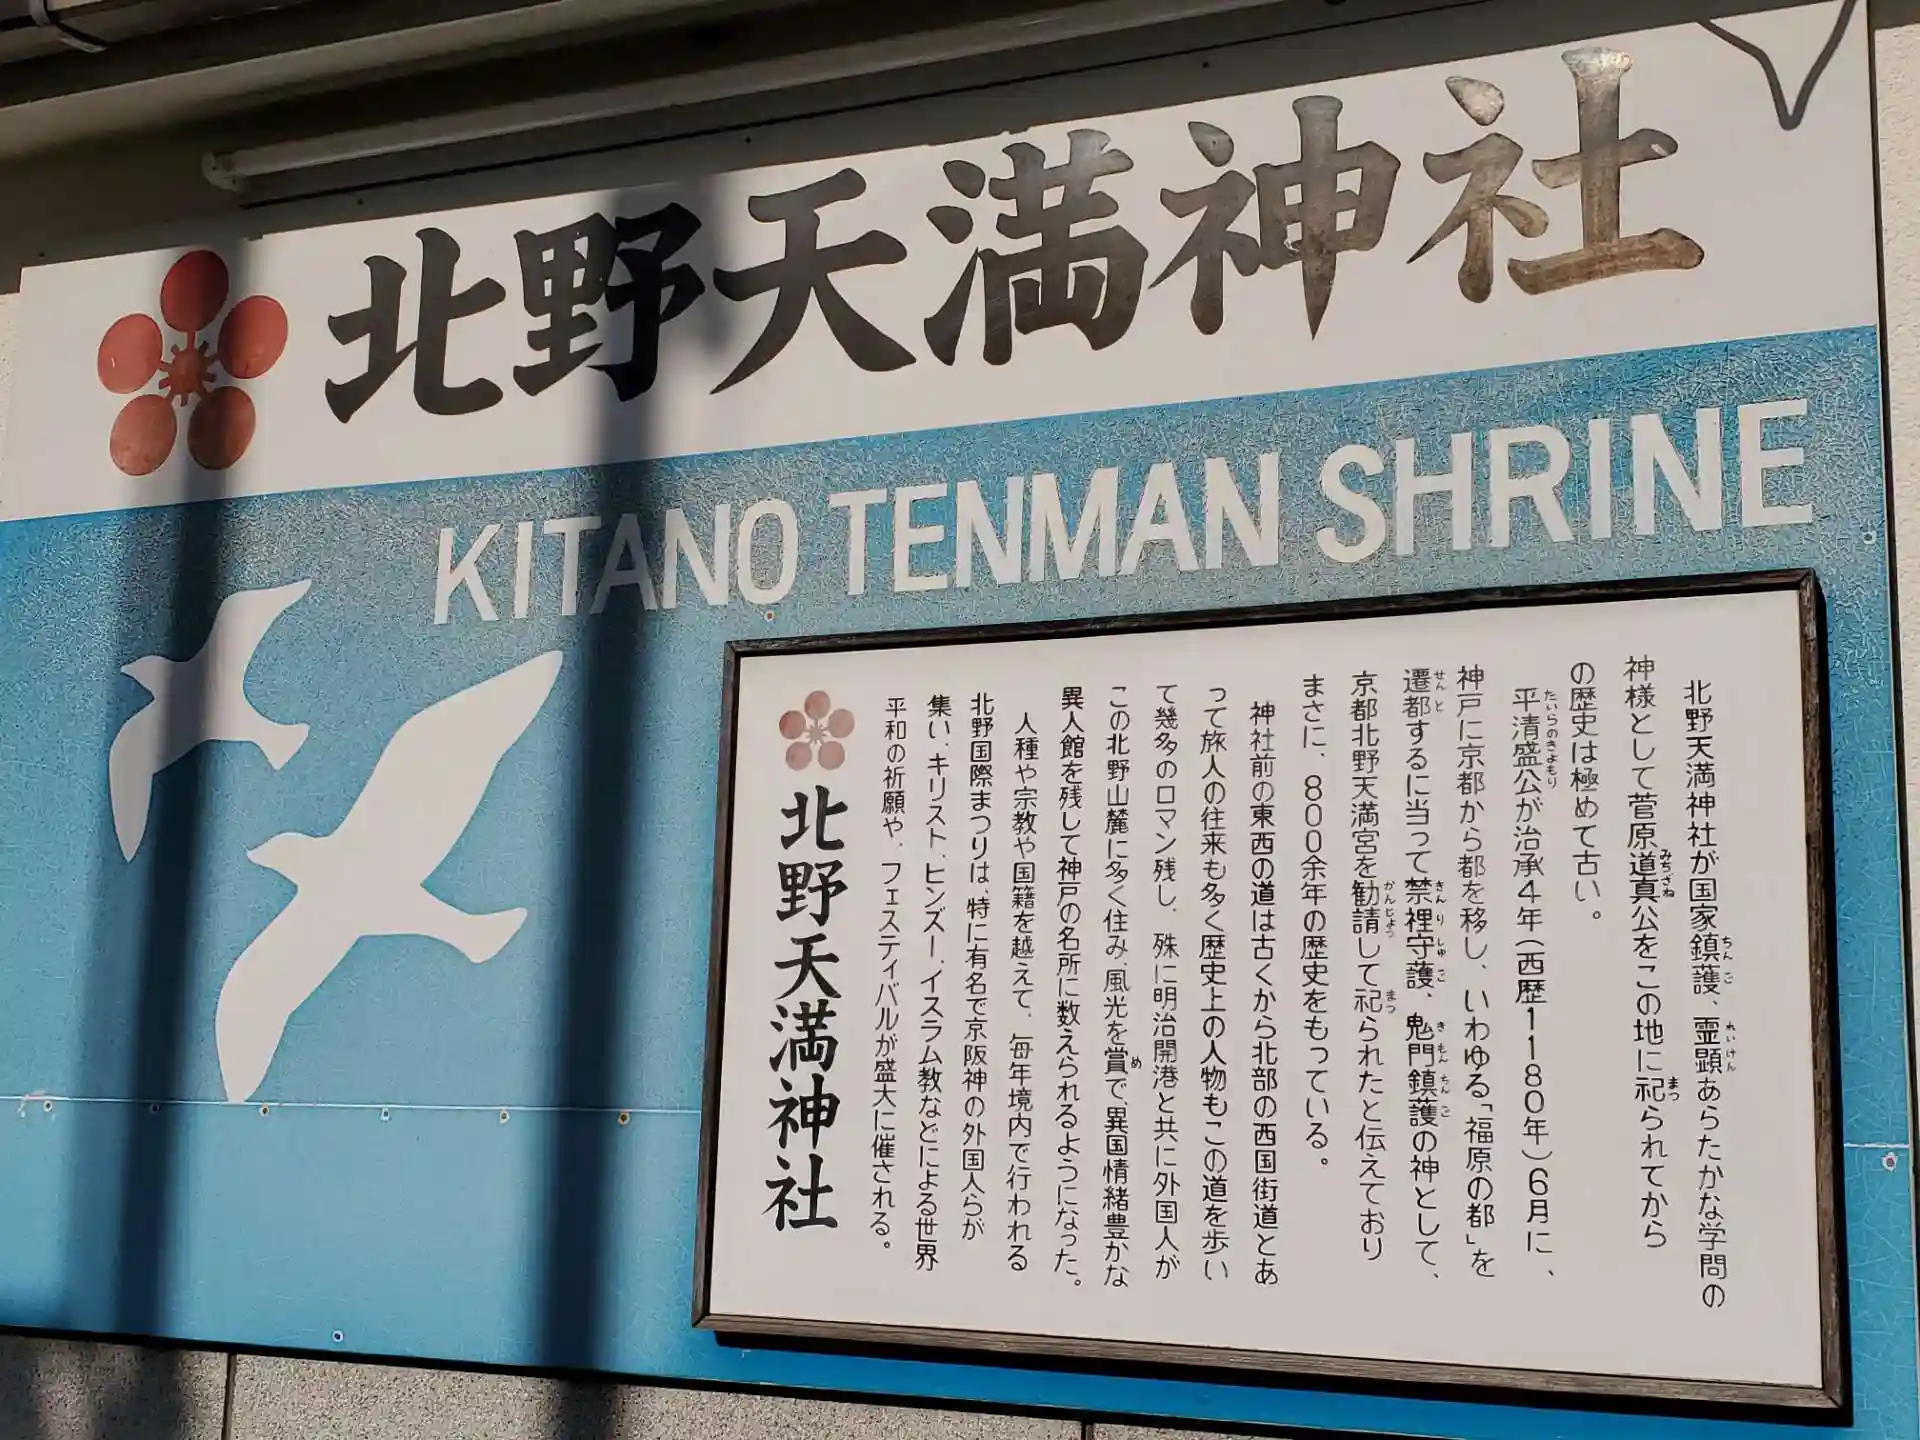 北野天満神社
KITANO TENMAN SHRINE
北野天満神社が国家鎮護、霊顕あらたかな学問の
神様として菅原道真公をこの地に祀られてから
の歴史は極めて古い。
平清盛公が治承4年(西歴1180年)6月に、
神戸に京都から都を移し、いわゆる「福原の都」を
遷都するに当って禁裡守護、鬼門鎮護の神として、
京都北野天満宮を勧請して祀られたと伝えており
まさに、800余年の歴史をもっている。
神社前の東西の道は古くから北部の西国街道とあ
って旅人の往来も多く歴史上の人物もこの道を歩い
て幾多のロマン残し、殊に明治開港と共に外国人が
この北野山麓に多く住み、風光を賞で、異国情緒豊かな
異人館を残して神戸の名所に数えられるようになった。
人種や宗教や国籍を越えて、毎年境内で行われる
北野国際まつりは、特に有名で京阪神の外国人らが
集い、キリスト、ヒンズー、イスラム教などによる世界
平和の祈願や、フェスティバルが盛大に催される。
北野天満神社